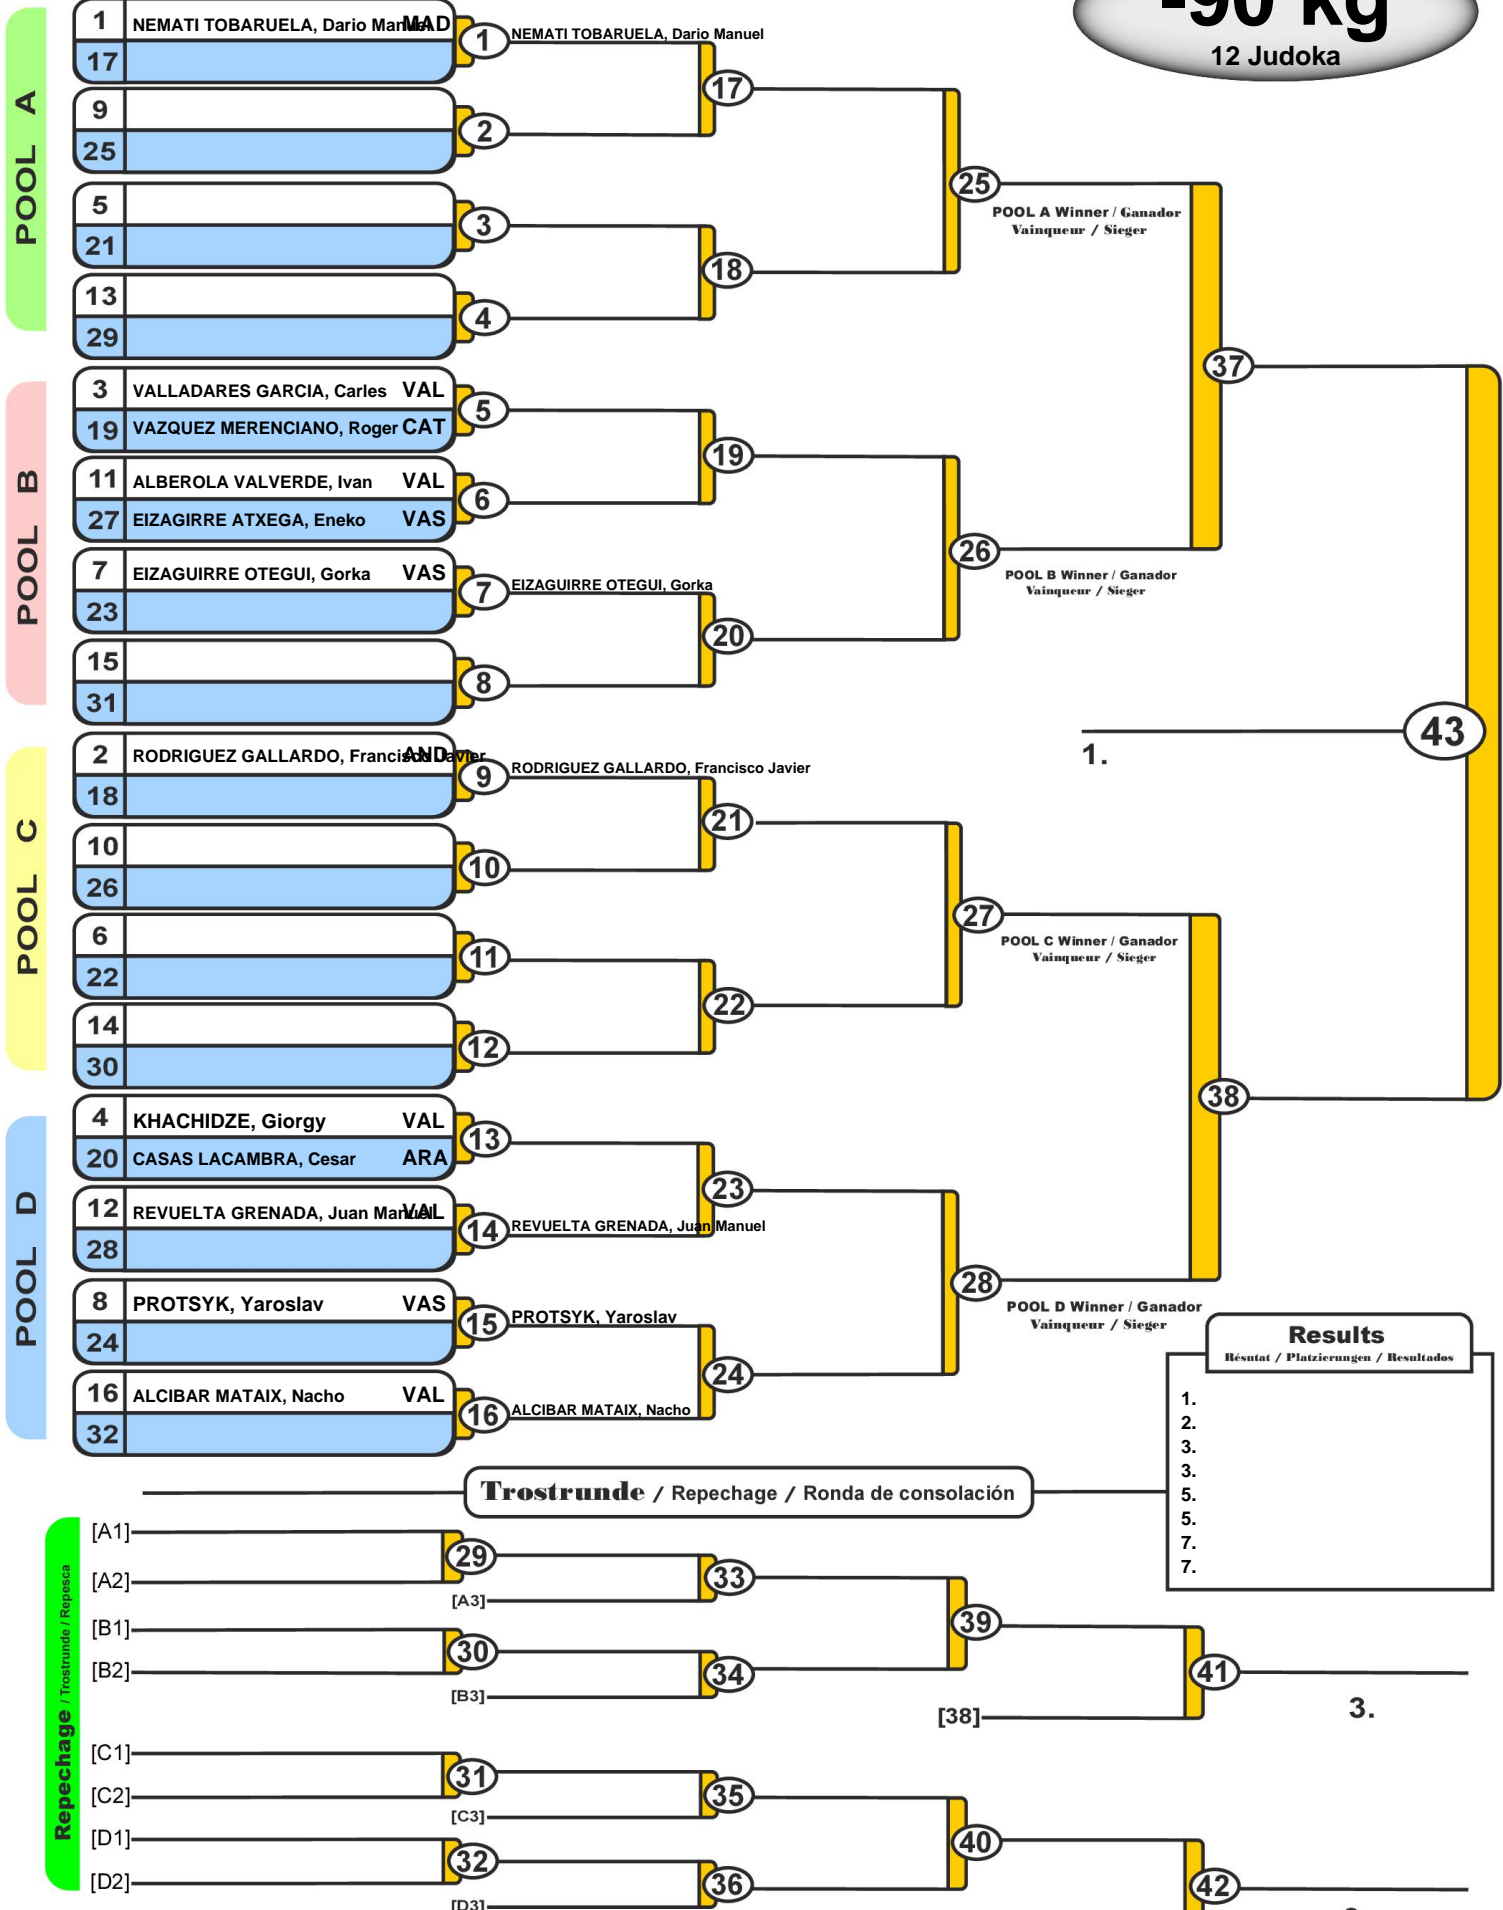 -90 kg
12 Judoka
POOL A
1 NEMATI TOBARUELA, Dario Manuel MAD
17
1
NEMATI TOBARUELA, Dario Manuel
17
9
25
2
25
POOL A Winner / Ganador
Vainqueur / Sieger
5
21
3
18
13
29
4
37
POOL B
3 VALLADARES GARCIA, Carles VAL
19 VAZQUEZ MERENCIANO, Roger CAT
5
19
11 ALBEROLA VALVERDE, Ivan VAL
27 EIZAGIRRE ATXEGA, Eneko VAS
6
26
POOL B Winner / Ganador
Vainqueur / Sieger
7 EIZAGUIRRE OTEGUI, Gorka VAS
23
7
EIZAGUIRRE OTEGUI, Gorka
20
15
31
8
43
1.
POOL C
2 RODRIGUEZ GALLARDO, Francisco Javier AND
18
9
RODRIGUEZ GALLARDO, Francisco Javier
21
10
26
10
27
POOL C Winner / Ganador
Vainqueur / Sieger
6
22
11
22
14
30
12
38
POOL D
4 KHACHIDZE, Giorgy VAL
20 CASAS LACAMBRA, Cesar ARA
13
23
12 REVUELTA GRENADA, Juan Manuel VAL
28
14
REVUELTA GRENADA, Juan Manuel
28
POOL D Winner / Ganador
Vainqueur / Sieger
8 PROTSYK, Yaroslav VAS
24
15
PROTSYK, Yaroslav
24
16 ALCIBAR MATAIX, Nacho VAL
32
16
ALCIBAR MATAIX, Nacho
Results
Résutat / Platzierungen / Resultados
1.
2.
3.
3.
5.
5.
7.
7.
Trostrunde / Repechage / Ronda de consolación
Repechage / Trostrunde / Repesca
[A1]
[A2]
29
[A3]
33
[B1]
[B2]
30
[B3]
34
39
[38]
41
3.
[C1]
[C2]
31
[C3]
35
[D1]
[D2]
32
[D3]
36
40
42